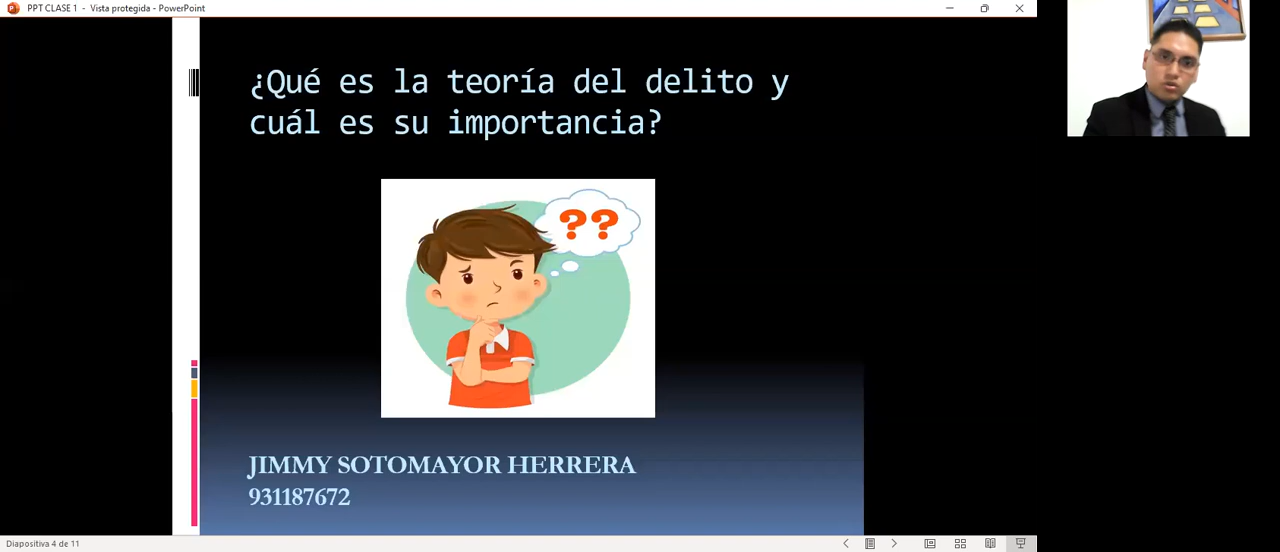 PPT CLASE 1 - Vista protegida - PowerPoint
¿Qué es la teoría del delito y
cuál es su importancia?
??
JIMMY SOTOMAYOR HERRERA
931187672
Diapositiva 4 de 11